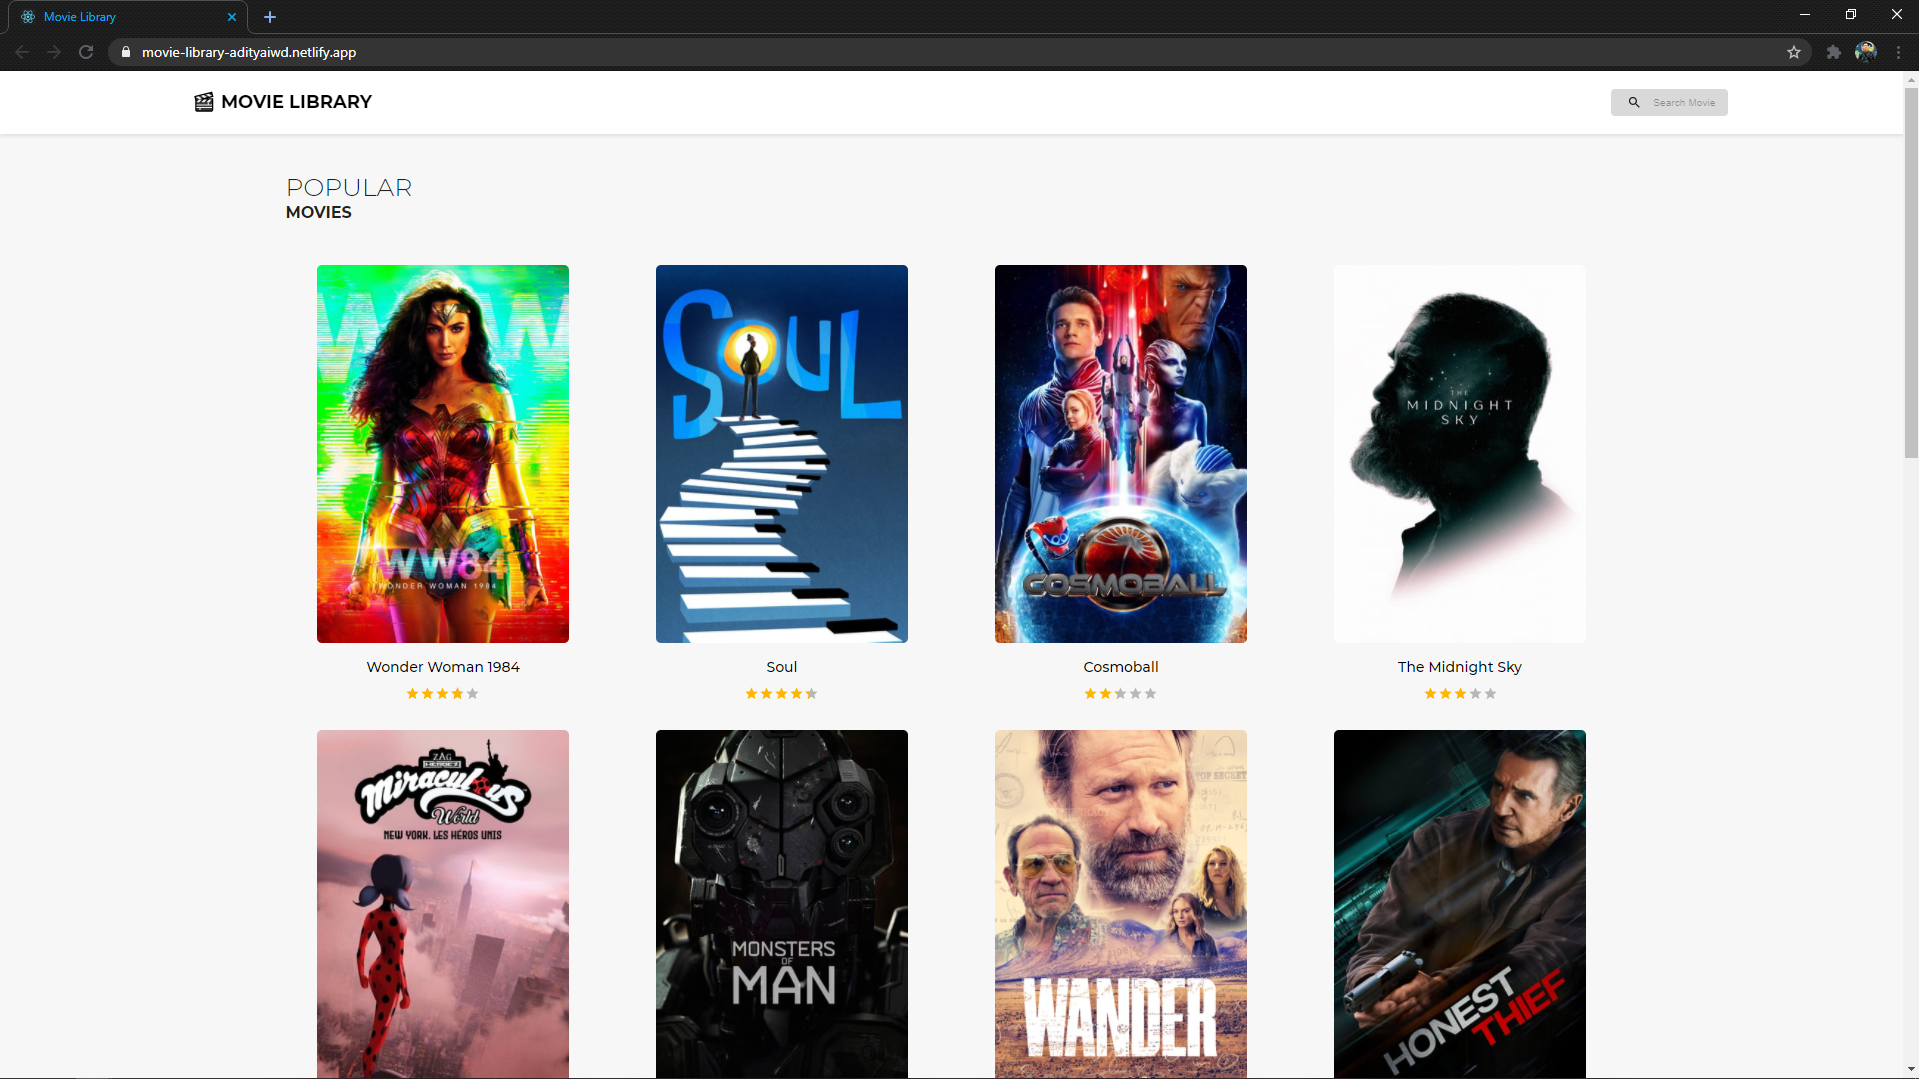 Movie Library
movie-library-adityaiwd.netlify.app
MOVIE LIBRARY
Search Movie
POPULAR
MOVIES
WW84
WONDER WOMAN 1984
SOUL
COSMOBALL
THE
MIDNIGHT
SKY
Wonder Woman 1984
Soul
Cosmoball
The Midnight Sky
ZAG
HEROEZ
Miraculous
World
NEW YORK, LES HÉROS UNIS
MONSTERS
OF
MAN
TOP SECRET
WANDER
HONEST
THIEF